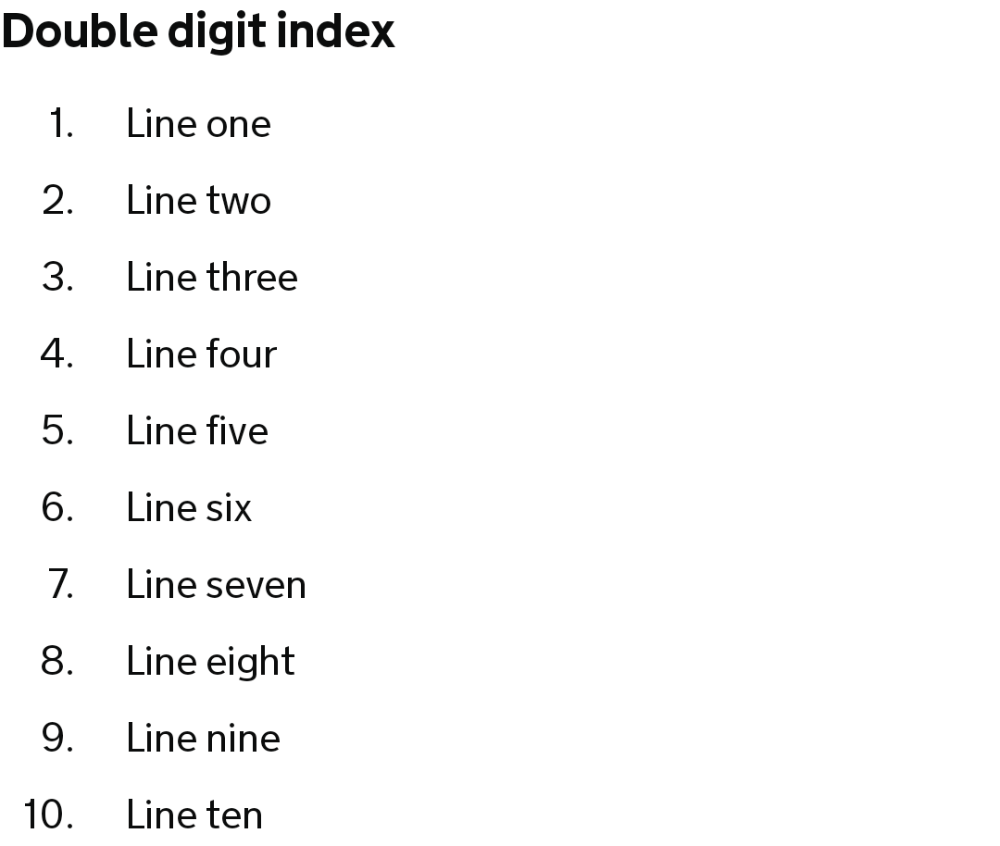 Double digit index
1. Line one
2. Line two
3. Line three
4. Line four
5. Line five
6. Line six
7. Line seven
8. Line eight
9. Line nine
10. Line ten